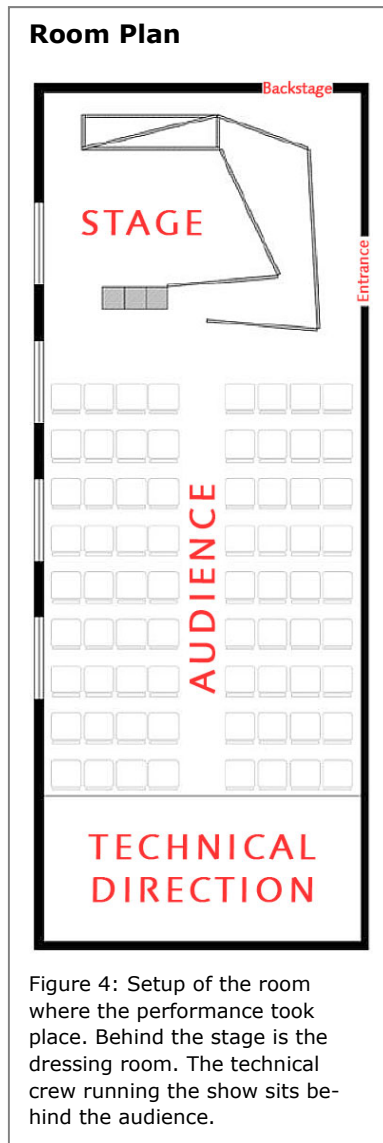 Room Plan
Backstage
STAGE
Entrance
AUDIENCE
TECHNICAL
DIRECTION
Figure 4: Setup of the room
where the performance took
place. Behind the stage is the
dressing room. The technical
crew running the show sits be-
hind the audience.